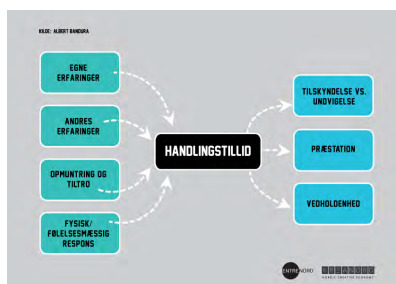 KILDE: ALBERT BANDURA
EGNE
ERFARINGER
ANDRES
ERFARINGER
OPMUNTRING OG
TILTRO
FYSISK/
FØLELSESMÆSSIG
RESPONS
HANDLINGSTILLID
TILSKYNDELSE VS.
UNDVIGELSE
PRÆSTATION
VEDHOLDENHED
ENTRENORD